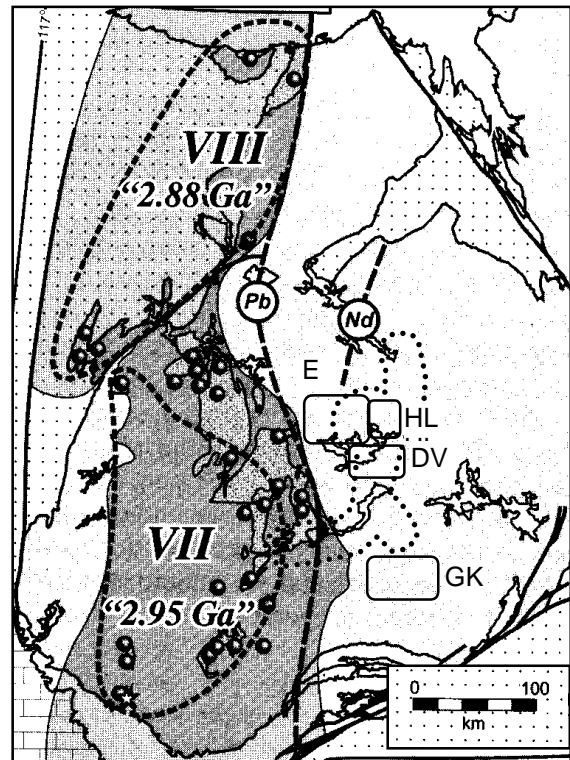 117°
VIII
“2.88 Ga”
Pb
Nd
E
HL
DV
VII
GK
“2.95 Ga”
0 100
km